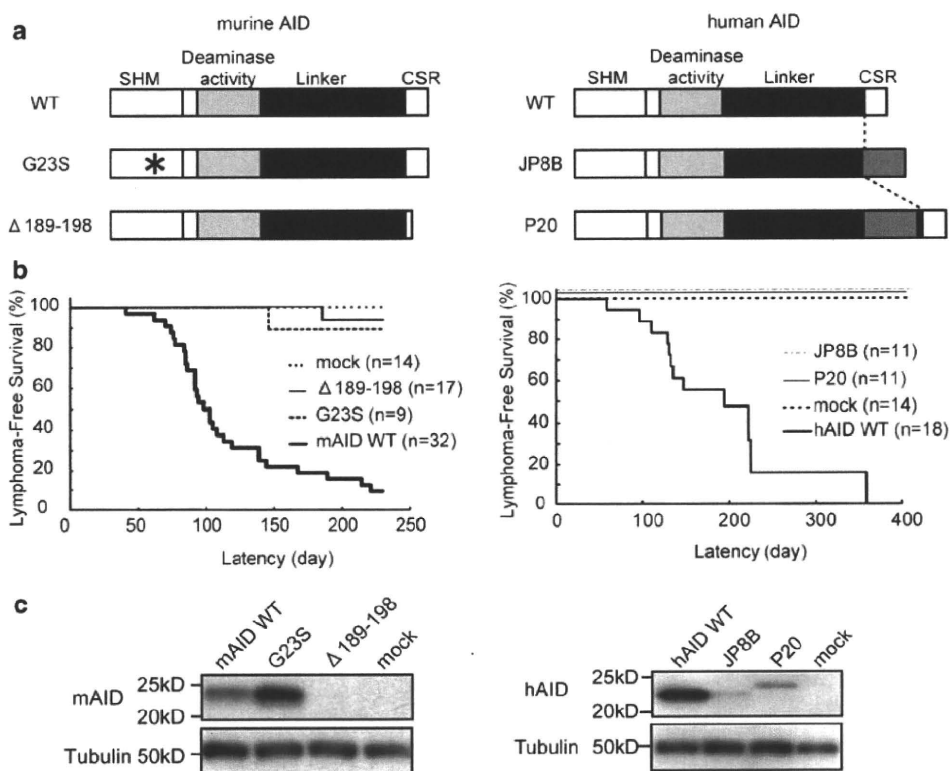 a
murine AID
SHM
Deaminase activity
Linker
CSR
WT
G23S
*
Δ 189-198
human AID
SHM
Deaminase activity
Linker
CSR
WT
JP8B
P20
b
Lymphoma-Free Survival (%)
100
80
60
40
20
0
0 50 100 150 200 250
Latency (day)
mock (n=14)
Δ 189-198 (n=17)
G23S (n=9)
mAID WT (n=32)
Lymphoma-Free Survival (%)
100
80
60
40
20
0
0 100 200 300 400
Latency (day)
JP8B (n=11)
P20 (n=11)
mock (n=14)
hAID WT (n=18)
c
mAID WT
G23S
Δ 189-198
mock
mAID
25kD
20kD
Tubulin 50kD
hAID WT
JP8B
P20
mock
hAID
25kD
20kD
Tubulin 50kD